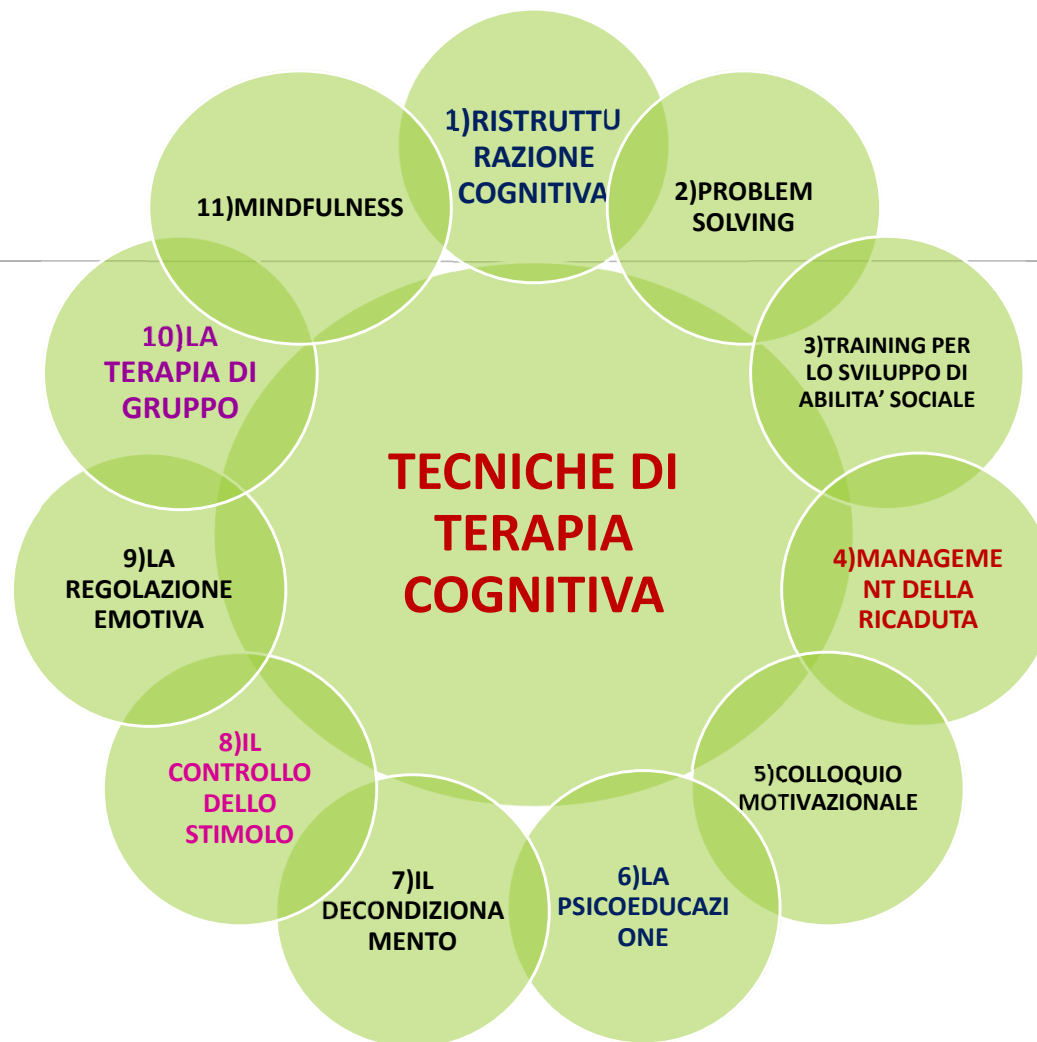 1)RISTRUTTU
RAZIONE
COGNITIVA
2)PROBLEM
SOLVING
3)TRAINING PER
LO SVILUPPO DI
ABILITA’ SOCIALE
4)MANAGEME
NT DELLA
RICADUTA
5)COLLOQUIO
MOTIVAZIONALE
6)LA
PSICOEDUCAZI
ONE
7)IL
DECONDIZIONA
MENTO
8)IL
CONTROLLO
DELLO
STIMOLO
9)LA
REGOLAZIONE
EMOTIVA
10)LA
TERAPIA DI
GRUPPO
11)MINDFULNESS
TECNICHE DI
TERAPIA
COGNITIVA